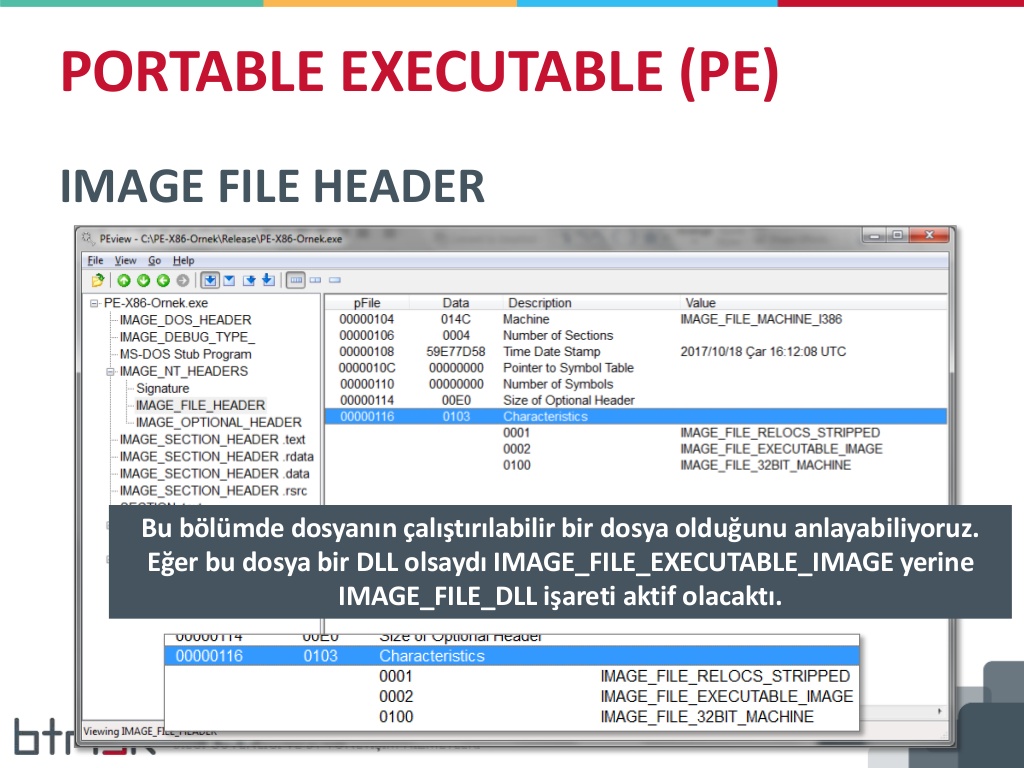 PORTABLE EXECUTABLE (PE)
IMAGE FILE HEADER
PEview - C:\PE-X86-Ornek\Release\PE-X86-Ornek.exe
File View Go Help
PE-X86-Ornek.exe
IMAGE_DOS_HEADER
IMAGE_DEBUG_TYPE_
MS-DOS Stub Program
IMAGE_NT_HEADERS
Signature
IMAGE_FILE_HEADER
IMAGE_OPTIONAL_HEADER
IMAGE_SECTION_HEADER .text
IMAGE_SECTION_HEADER .rdata
IMAGE_SECTION_HEADER .data
IMAGE_SECTION_HEADER .rsrc
pFile Data Description Value
00000104 014C Machine IMAGE_FILE_MACHINE_I386
00000106 0004 Number of Sections
00000108 59E77D58 Time Date Stamp 2017/10/18 Çar 16:12:08 UTC
0000010C 00000000 Pointer to Symbol Table
00000110 00000000 Number of Symbols
00000114 00E0 Size of Optional Header
00000116 0103 Characteristics
0001 IMAGE_FILE_RELOCS_STRIPPED
0002 IMAGE_FILE_EXECUTABLE_IMAGE
0100 IMAGE_FILE_32BIT_MACHINE
Bu bölümde dosyanın çalıştırılabilir bir dosya olduğunu anlayabiliyoruz.
Eğer bu dosya bir DLL olsaydı IMAGE_FILE_EXECUTABLE_IMAGE yerine
IMAGE_FILE_DLL işareti aktif olacaktı.
00000114 00E0 Size of Optional Header
00000116 0103 Characteristics
0001 IMAGE_FILE_RELOCS_STRIPPED
0002 IMAGE_FILE_EXECUTABLE_IMAGE
0100 IMAGE_FILE_32BIT_MACHINE
Viewing IMAGE_FILE_HEADER